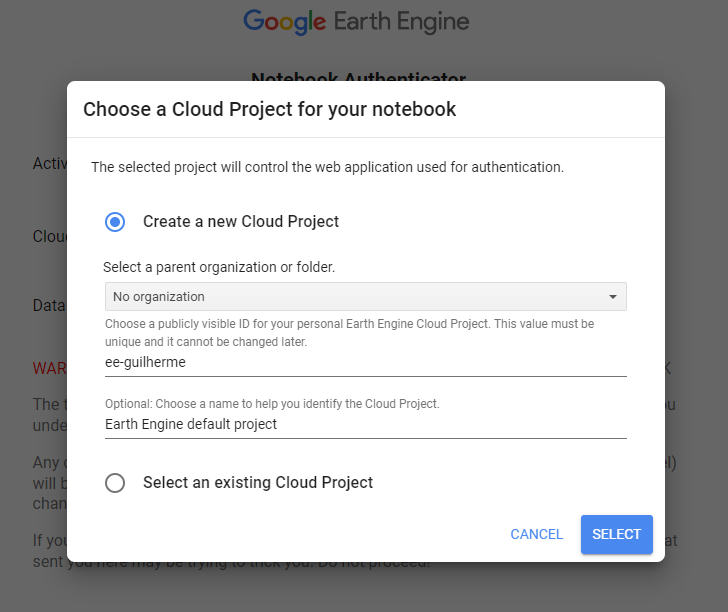 Google Earth Engine
Notebook Authenticator
Choose a Cloud Project for your notebook
The selected project will control the web application used for authentication.
Create a new Cloud Project
Select a parent organization or folder.
No organization
Choose a publicly visible ID for your personal Earth Engine Cloud Project. This value must be
unique and it cannot be changed later.
ee-guilherme
Optional: Choose a name to help you identify the Cloud Project.
Earth Engine default project
Select an existing Cloud Project
CANCEL
SELECT
Data
The
Any
will b
If you
sent you here may be trying to trick you. Do not proceed!